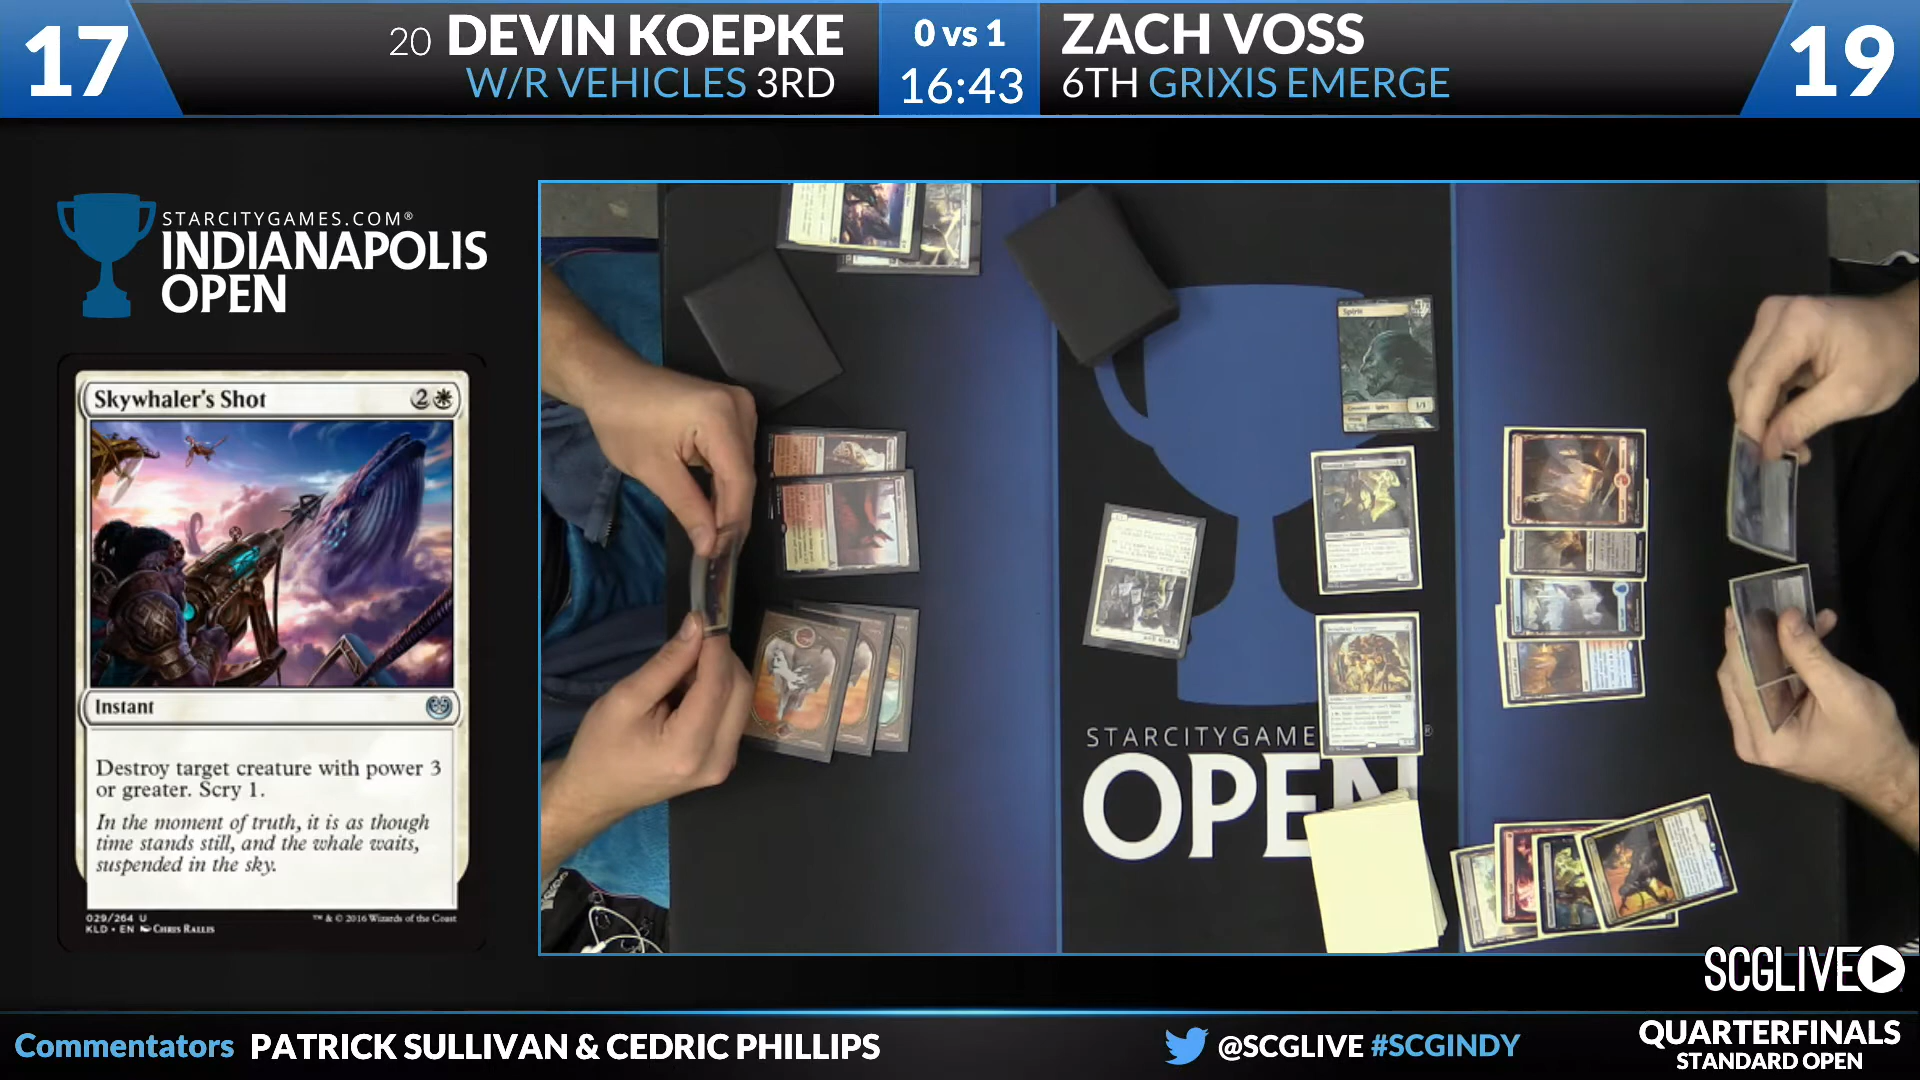 17
20 DEVIN KOEPKE
W/R VEHICLES 3RD
0 vs 1
16:43
ZACH VOSS
6TH GRIXIS EMERGE
19
STARCITYGAMES.COM®
INDIANAPOLIS
OPEN
Skywhaler's Shot 2
Instant
Destroy target creature with power 3
or greater. Scry 1.
In the moment of truth, it is as though
time stands still, and the whale waits,
suspended in the sky.
029/264 U
KLD • EN CHRIS RALLIS
™ & © 2016 Wizards of the Coast
Spirit
1/1
STARCITYGAME
®
OPEN
SCGLIVE
Commentators PATRICK SULLIVAN & CEDRIC PHILLIPS
@SCGLIVE #SCGINDY
QUARTERFINALS
STANDARD OPEN